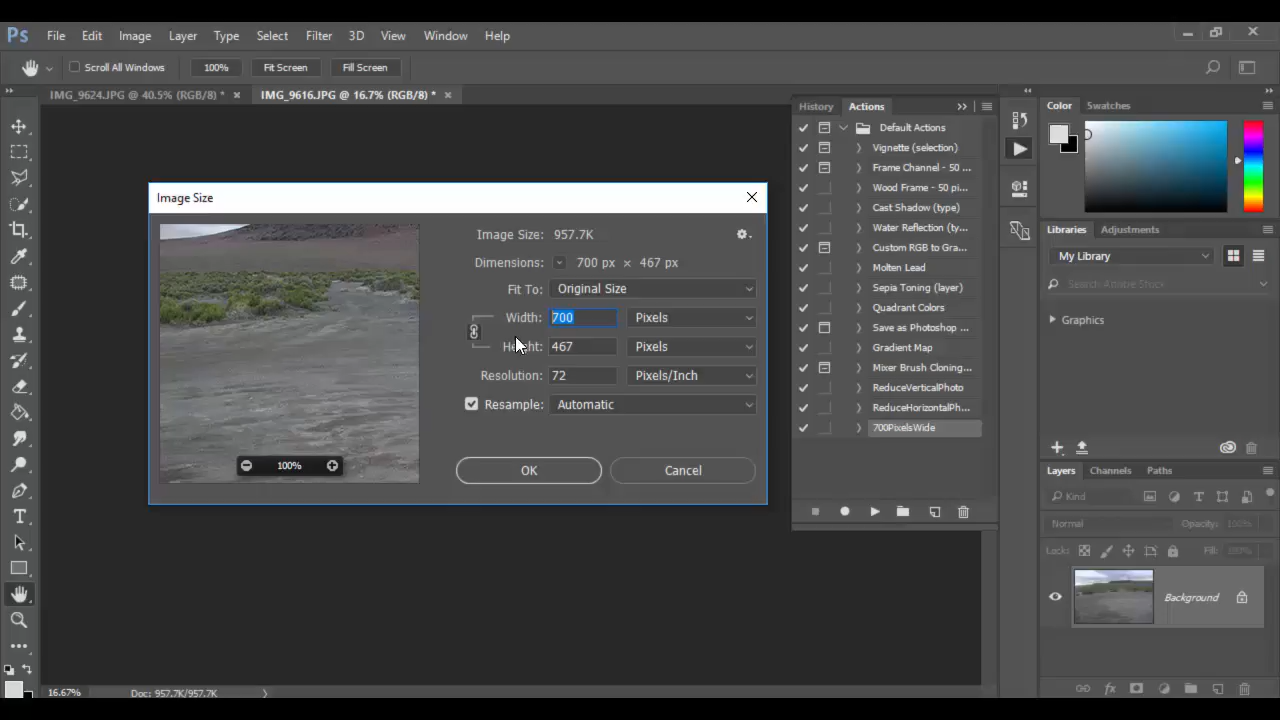 Ps File Edit Image Layer Type Select Filter 3D View Window Help
Scroll All Windows 100% Fit Screen Fill Screen
IMG_9624.JPG @ 40.5% (RGB/8) * × IMG_9616.JPG @ 16.7% (RGB/8) * ×
History Actions
Default Actions
Vignette (selection)
Frame Channel - 50 ...
Wood Frame - 50 pi...
Cast Shadow (type)
Water Reflection (ty...
Custom RGB to Gra...
Molten Lead
Sepia Toning (layer)
Quadrant Colors
Save as Photoshop ...
Gradient Map
Mixer Brush Cloning...
ReduceVerticalPhoto
ReduceHorizontalPh...
700PixelsWide
Image Size
Image Size: 957.7K
Dimensions: 700 px × 467 px
Fit To: Original Size
Width: 700 Pixels
Height: 467 Pixels
Resolution: 72 Pixels/Inch
Resample: Automatic
100%
OK Cancel
Color Swatches
Libraries Adjustments
My Library
Search Adobe Stock
Graphics
Layers Channels Paths
Kind
Normal Opacity: 100%
Lock: Fill: 100%
Background
16.67% Doc: 957.7K/957.7K